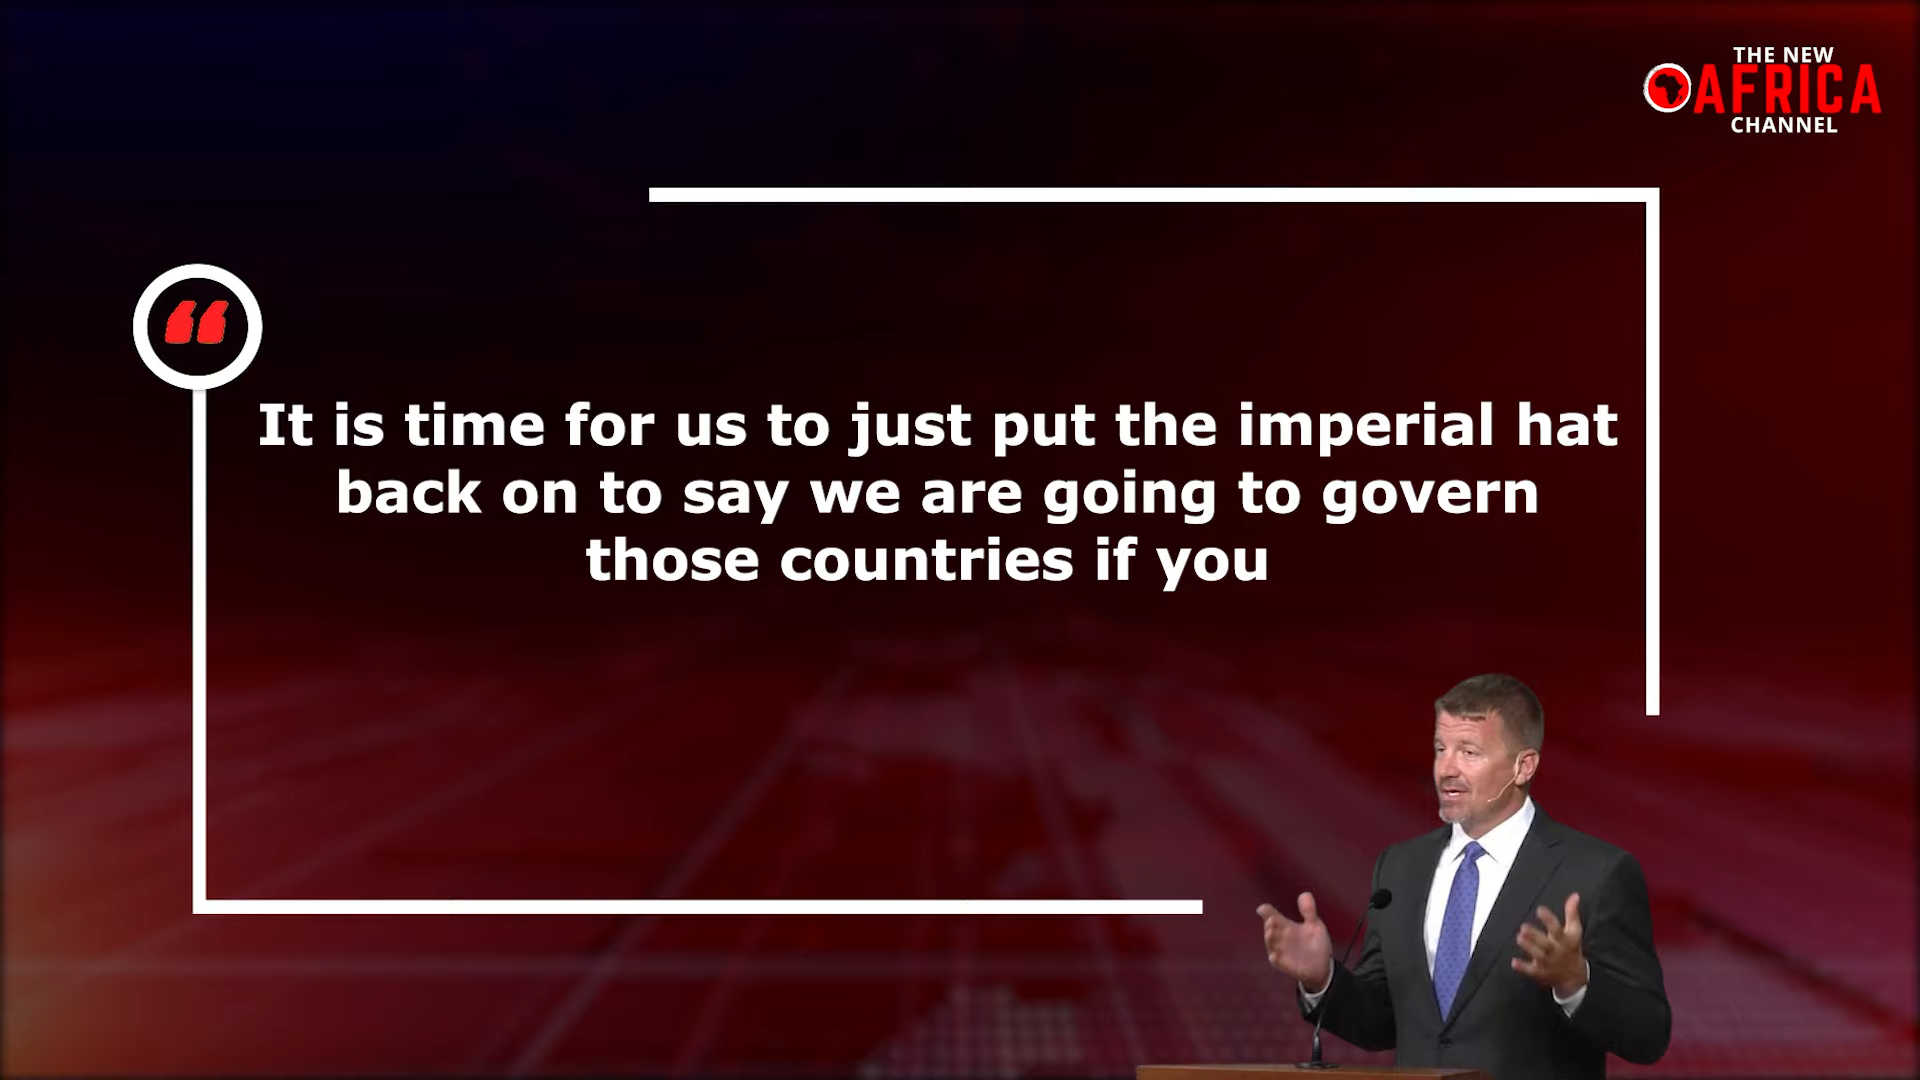 THE NEW
AFRICA
CHANNEL
“
It is time for us to just put the imperial hat
back on to say we are going to govern
those countries if you